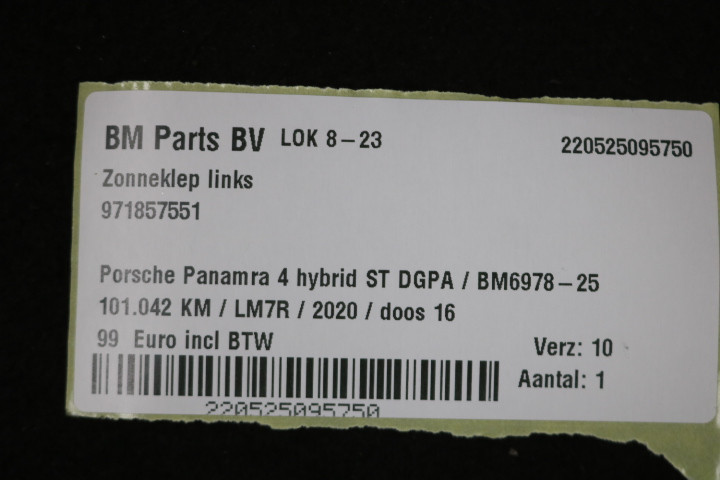 BM Parts BV LOK 8-23 220525095750
Zonneklep links
971857551
Porsche Panamra 4 hybrid ST DGPA / BM6978-25
101.042 KM / LM7R / 2020 / doos 16
99 Euro incl BTW Verz: 10
Aantal: 1
220525095750